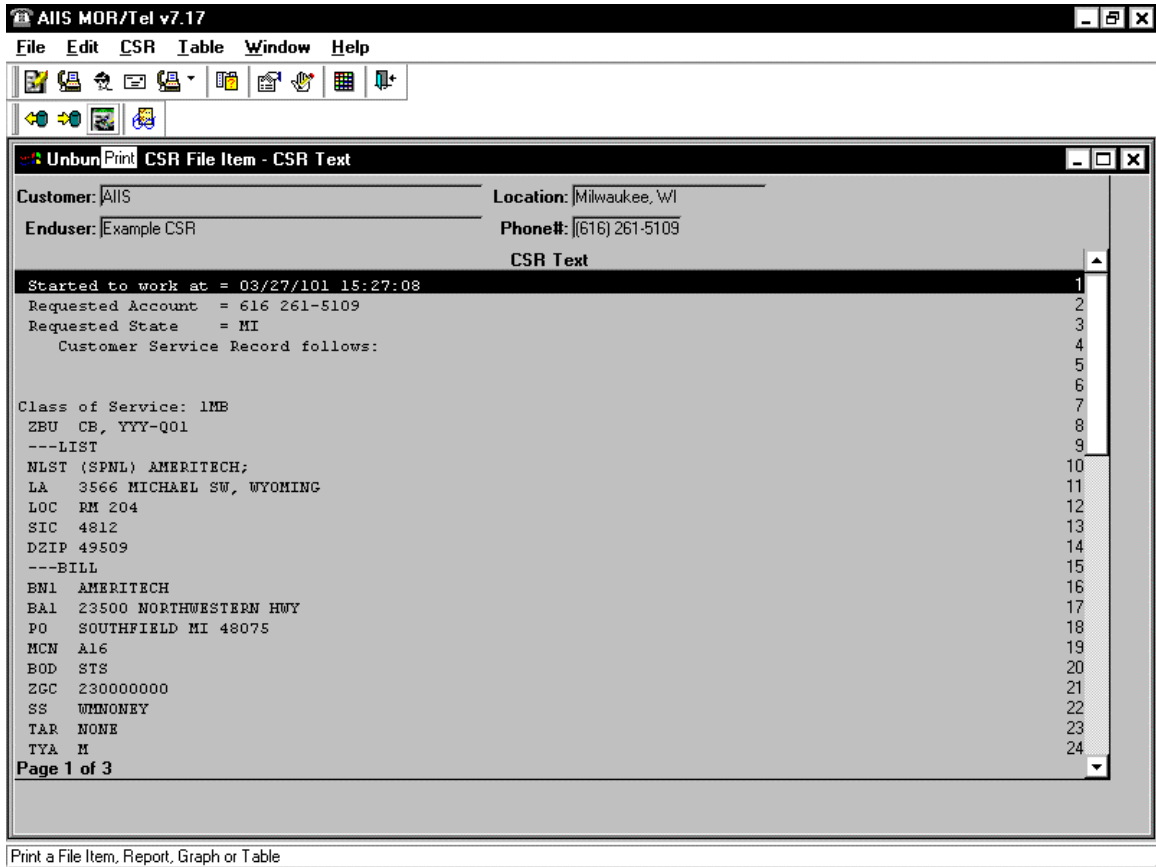 AIIS MOR/Tel v7.17
File Edit CSR Table Window Help
Unbun Print CSR File Item - CSR Text
Customer: AIIS Location: Milwaukee, WI
Enduser: Example CSR Phone#: (616) 261-5109
CSR Text
Started to work at = 03/27/101 15:27:08 1
Requested Account = 616 261-5109 2
Requested State = MI 3
Customer Service Record follows: 4
5
6
Class of Service: 1MB 7
ZBU CB, YYY-Q01 8
---LIST 9
NLST (SPNL) AMERITECH; 10
LA 3566 MICHAEL SW, WYOMING 11
LOC RM 204 12
SIC 4812 13
DZIP 49509 14
---BILL 15
BN1 AMERITECH 16
BA1 23500 NORTHWESTERN HWY 17
PO SOUTHFIELD MI 48075 18
MCN A16 19
BOD STS 20
ZGC 230000000 21
SS WMNONEY 22
TAR NONE 23
TYA M 24
Page 1 of 3
Print a File Item, Report, Graph or Table